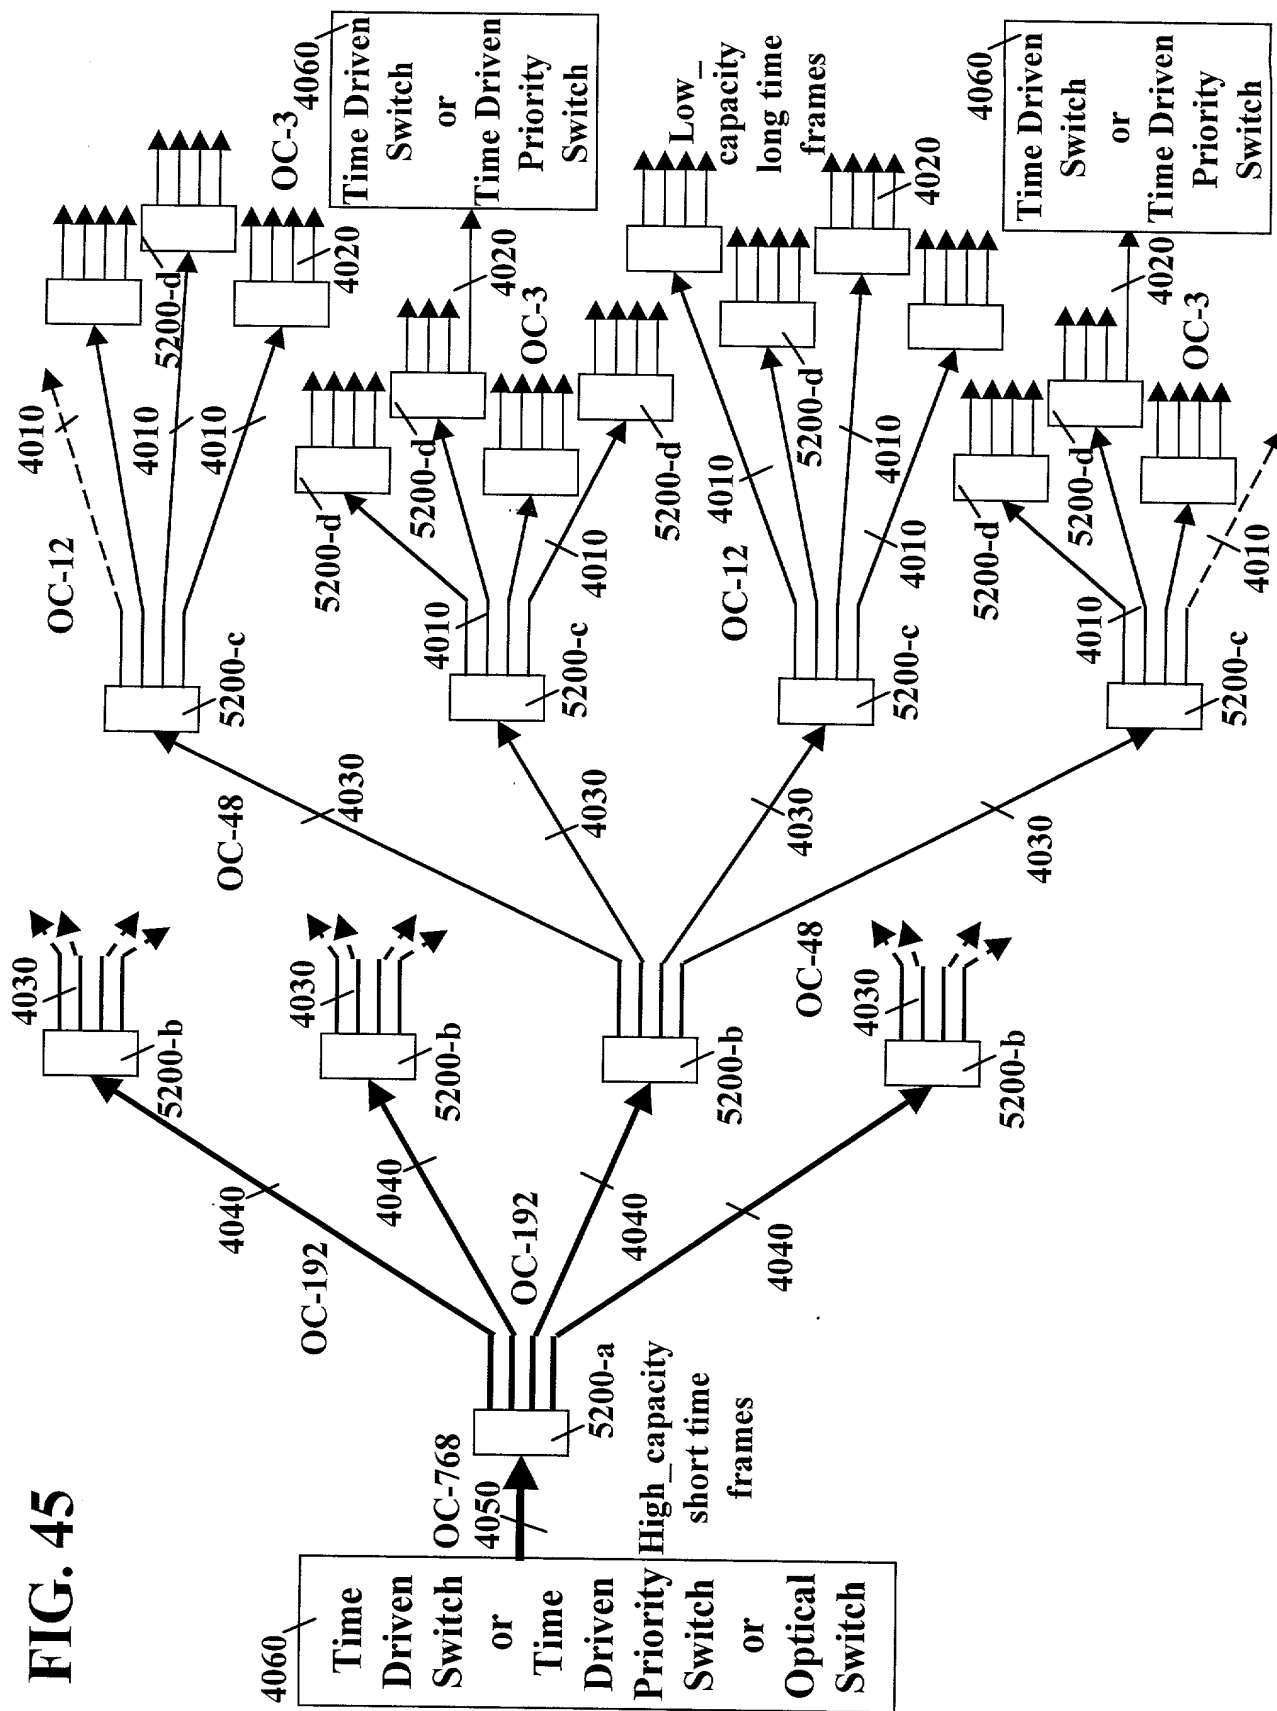 FIG. 45
4060
Time
Driven
Switch
or
Time
Driven
Priority
Switch
or
Optical
Switch
OC-768
4050
High_capacity
short time
frames
5200-a
OC-192
OC-192
4040
4040
4040
4040
5200-b
5200-b
5200-b
5200-b
4030
4030
4030
OC-48
OC-48
4030
4030
4030
4030
5200-c
5200-c
5200-c
5200-c
OC-12
4010
4010
4010
4010
4010
OC-12
4010
4010
4010
4010
4010
5200-d
5200-d
5200-d
5200-d
5200-d
5200-d
5200-d
OC-3
4020
OC-3
4020
Low_
capacity
long time
frames
4020
OC-3
4020
4060
Time Driven
Switch
or
Time Driven
Priority
Switch
4060
Time Driven
Switch
or
Time Driven
Priority
Switch